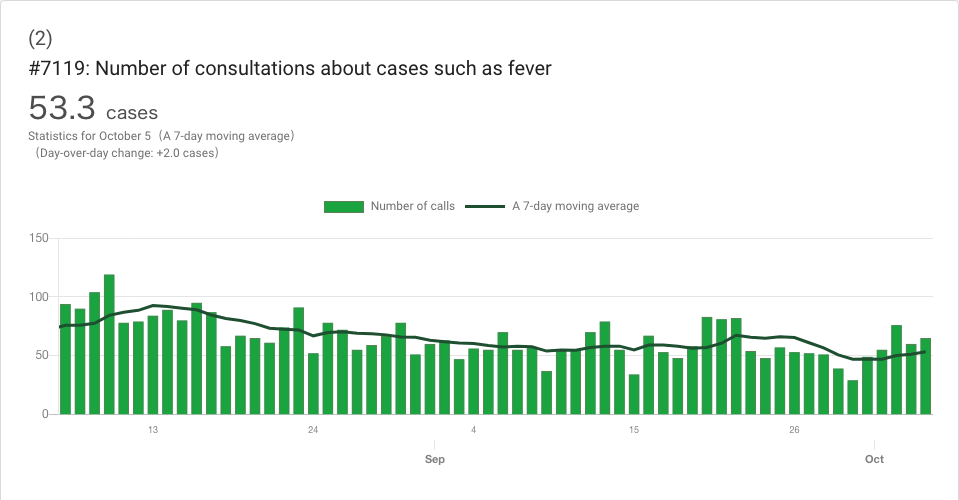 (2)
#7119: Number of consultations about cases such as fever
53.3 cases
Statistics for October 5（A 7-day moving average）
（Day-over-day change: +2.0 cases）
Number of calls A 7-day moving average
150
100
50
0
13 24 4 15 26
Sep Oct